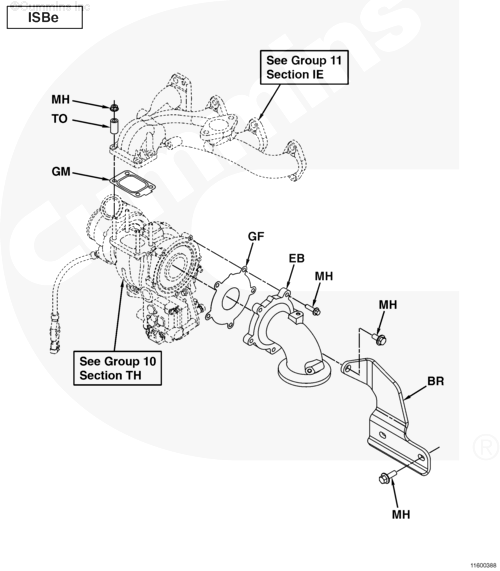 ©Cummins Inc
ISBe
See Group 11
Section IE
MH
TO
GM
GF
EB
MH
MH
See Group 10
Section TH
BR
MH
Cummins
®
11600388